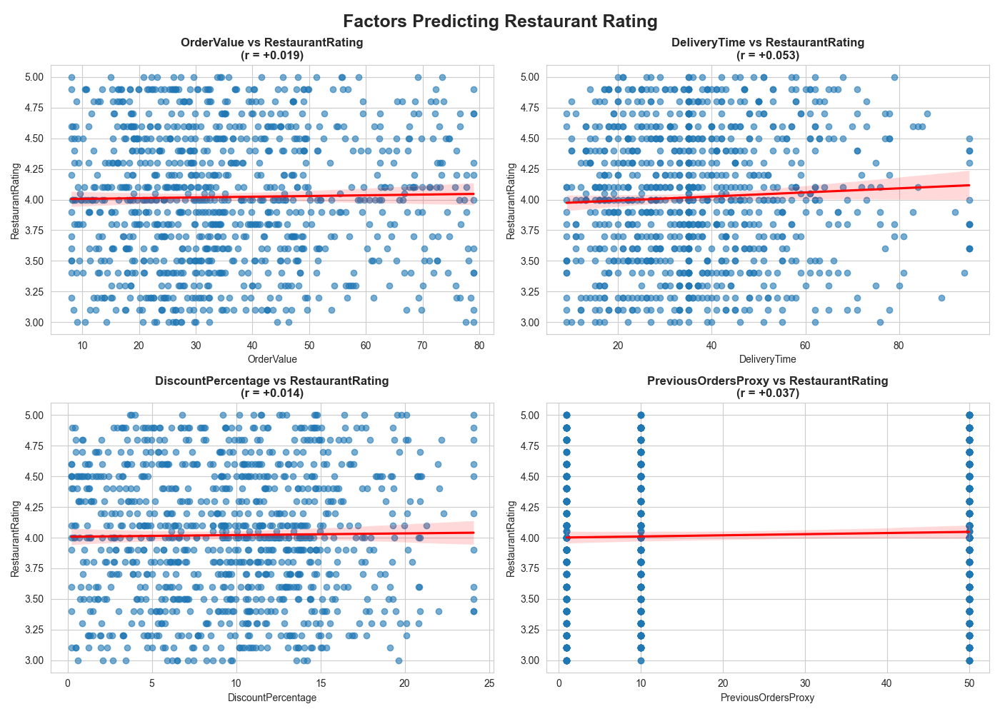 Factors Predicting Restaurant Rating
OrderValue vs RestaurantRating
(r = +0.019)
5.00
4.75
4.50
4.25
4.00
3.75
3.50
3.25
3.00
RestaurantRating
10 20 30 40 50 60 70 80
OrderValue
DeliveryTime vs RestaurantRating
(r = +0.053)
5.00
4.75
4.50
4.25
4.00
3.75
3.50
3.25
3.00
RestaurantRating
20 40 60 80
DeliveryTime
DiscountPercentage vs RestaurantRating
(r = +0.014)
5.00
4.75
4.50
4.25
4.00
3.75
3.50
3.25
3.00
RestaurantRating
0 5 10 15 20 25
DiscountPercentage
PreviousOrdersProxy vs RestaurantRating
(r = +0.037)
5.00
4.75
4.50
4.25
4.00
3.75
3.50
3.25
3.00
RestaurantRating
0 10 20 30 40 50
PreviousOrdersProxy